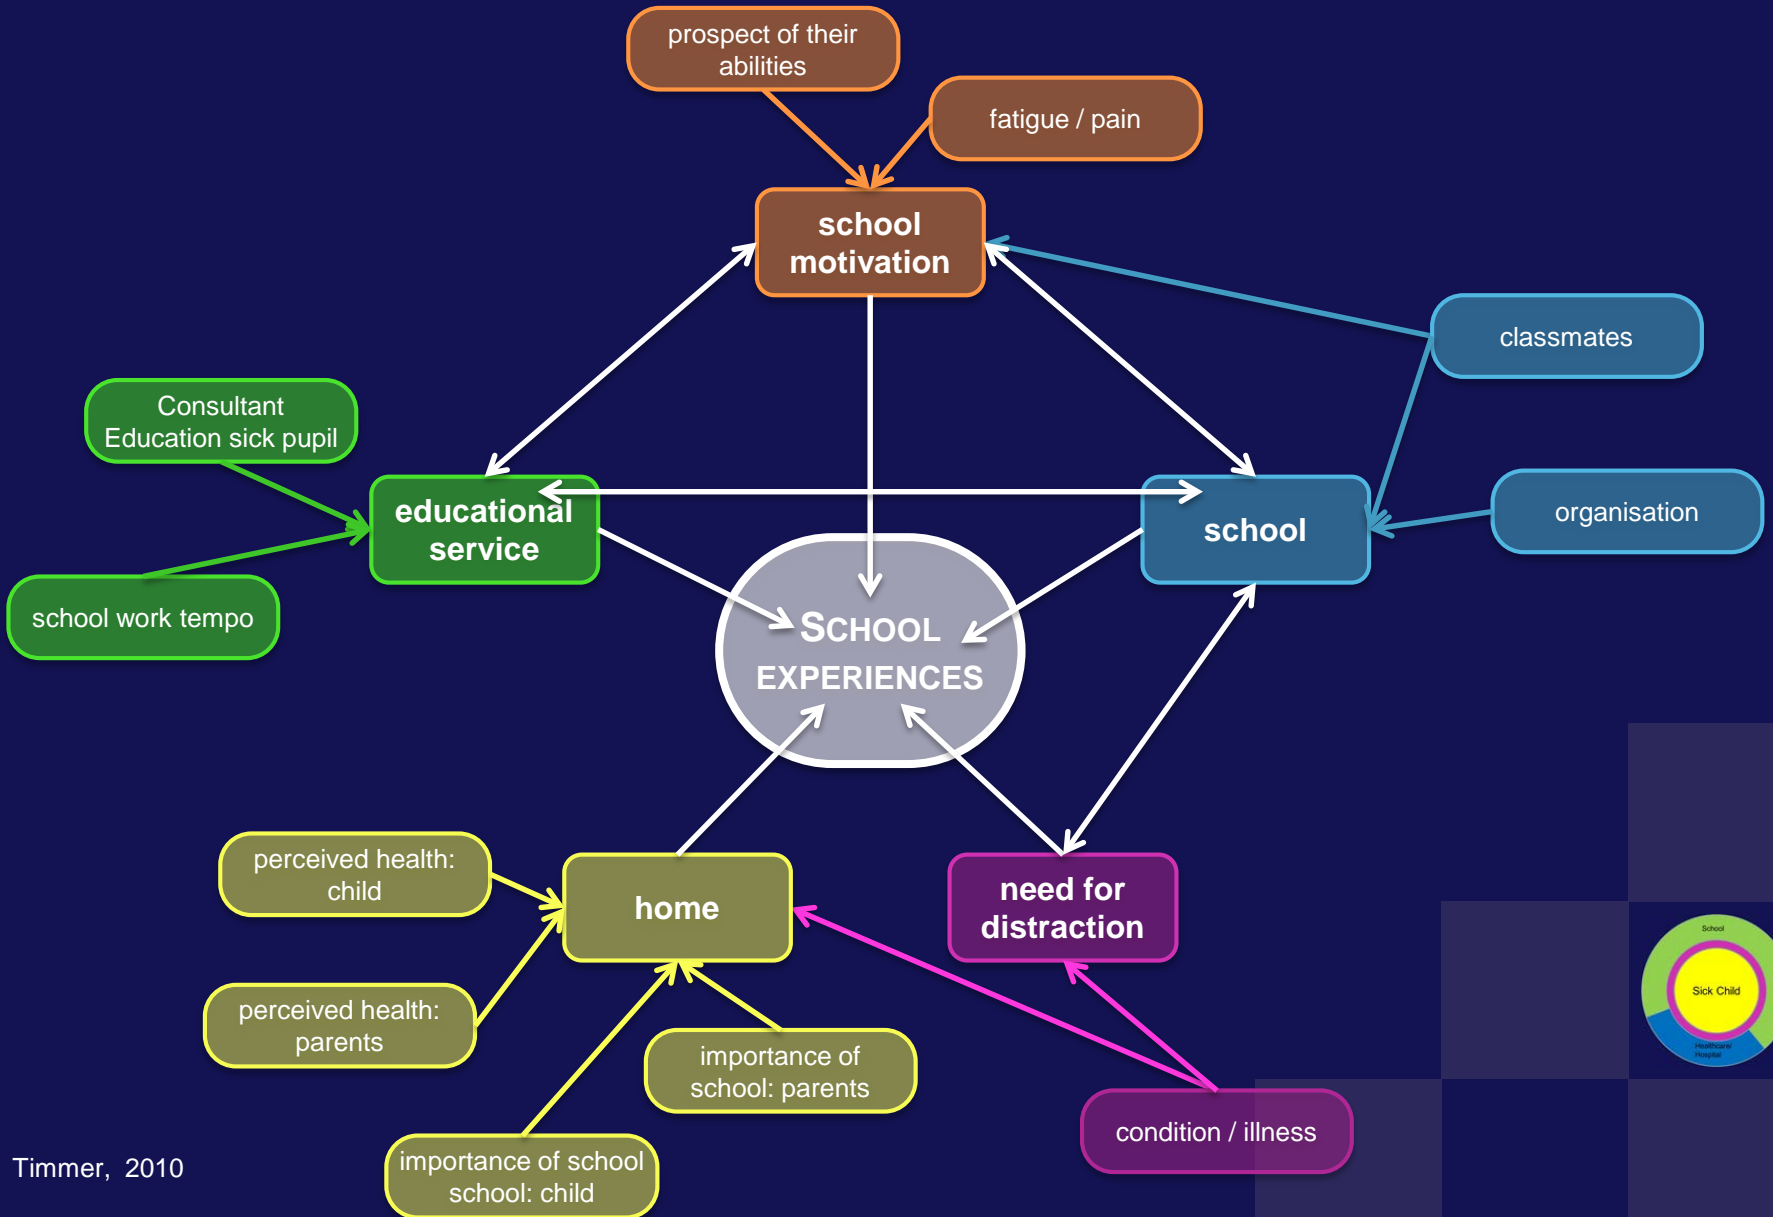 prospect of their
abilities
fatigue / pain
school
motivation
classmates
Consultant
Education sick pupil
educational
service
school
organisation
school work tempo
SCHOOL
EXPERIENCES
perceived health:
child
home
need for
distraction
School
Sick Child
Healthcare/
Hospital
perceived health:
parents
importance of
school: parents
condition / illness
importance of school
school: child
Timmer, 2010